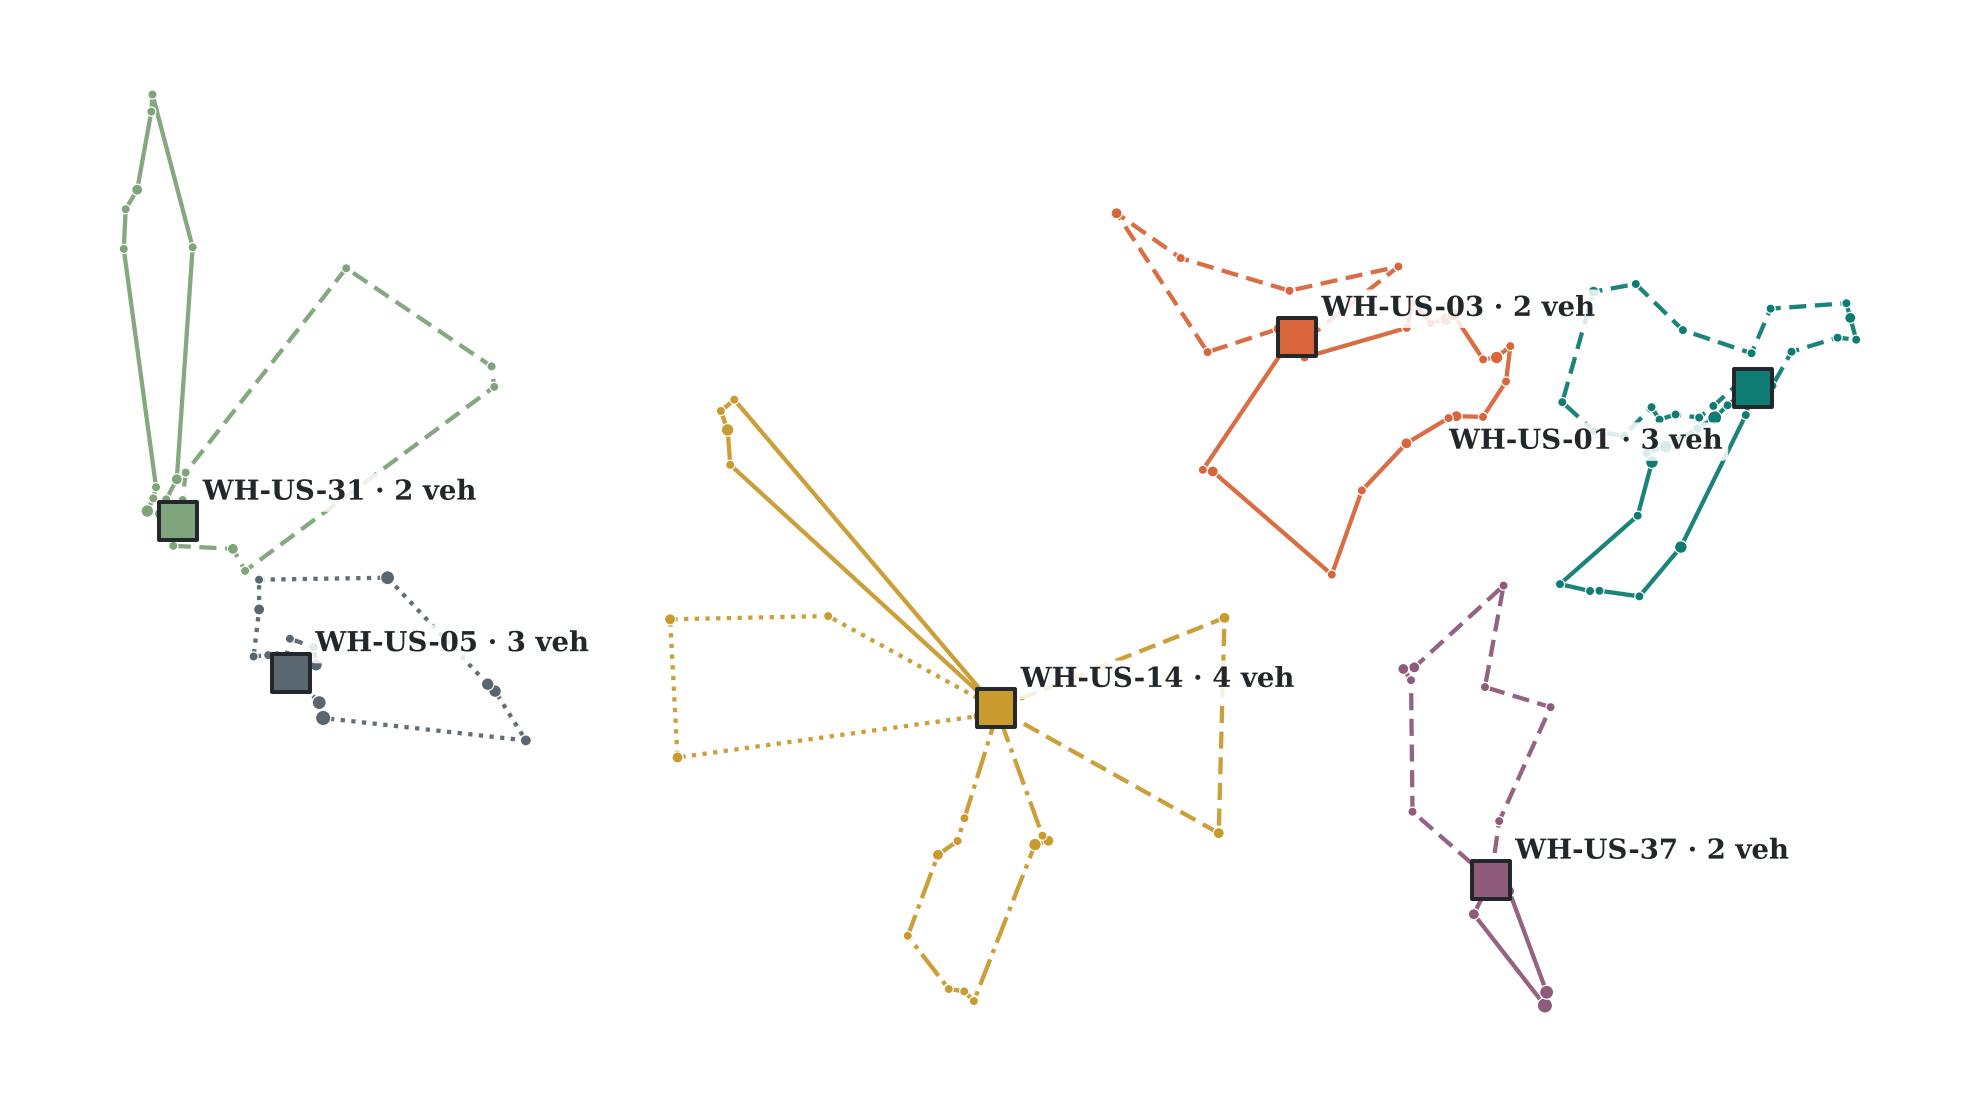 WH-US-03 · 2 veh
WH-US-01 · 3 veh
WH-US-31 · 2 veh
WH-US-05 · 3 veh
WH-US-14 · 4 veh
WH-US-37 · 2 veh